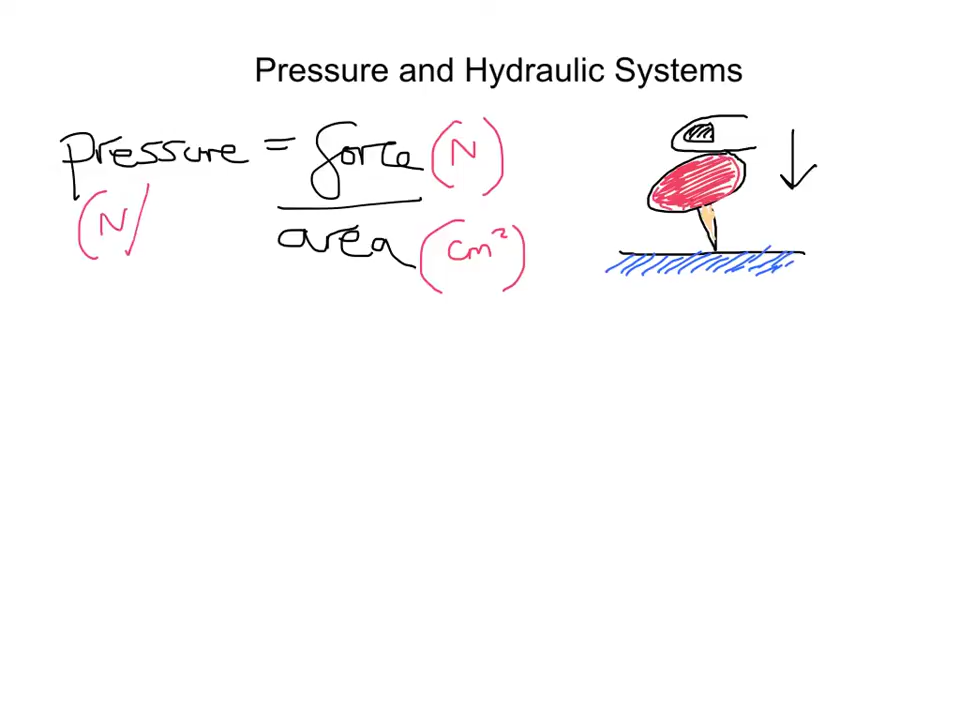 Pressure and Hydraulic Systems
pressure = force (N)
(N/
area (cm²)